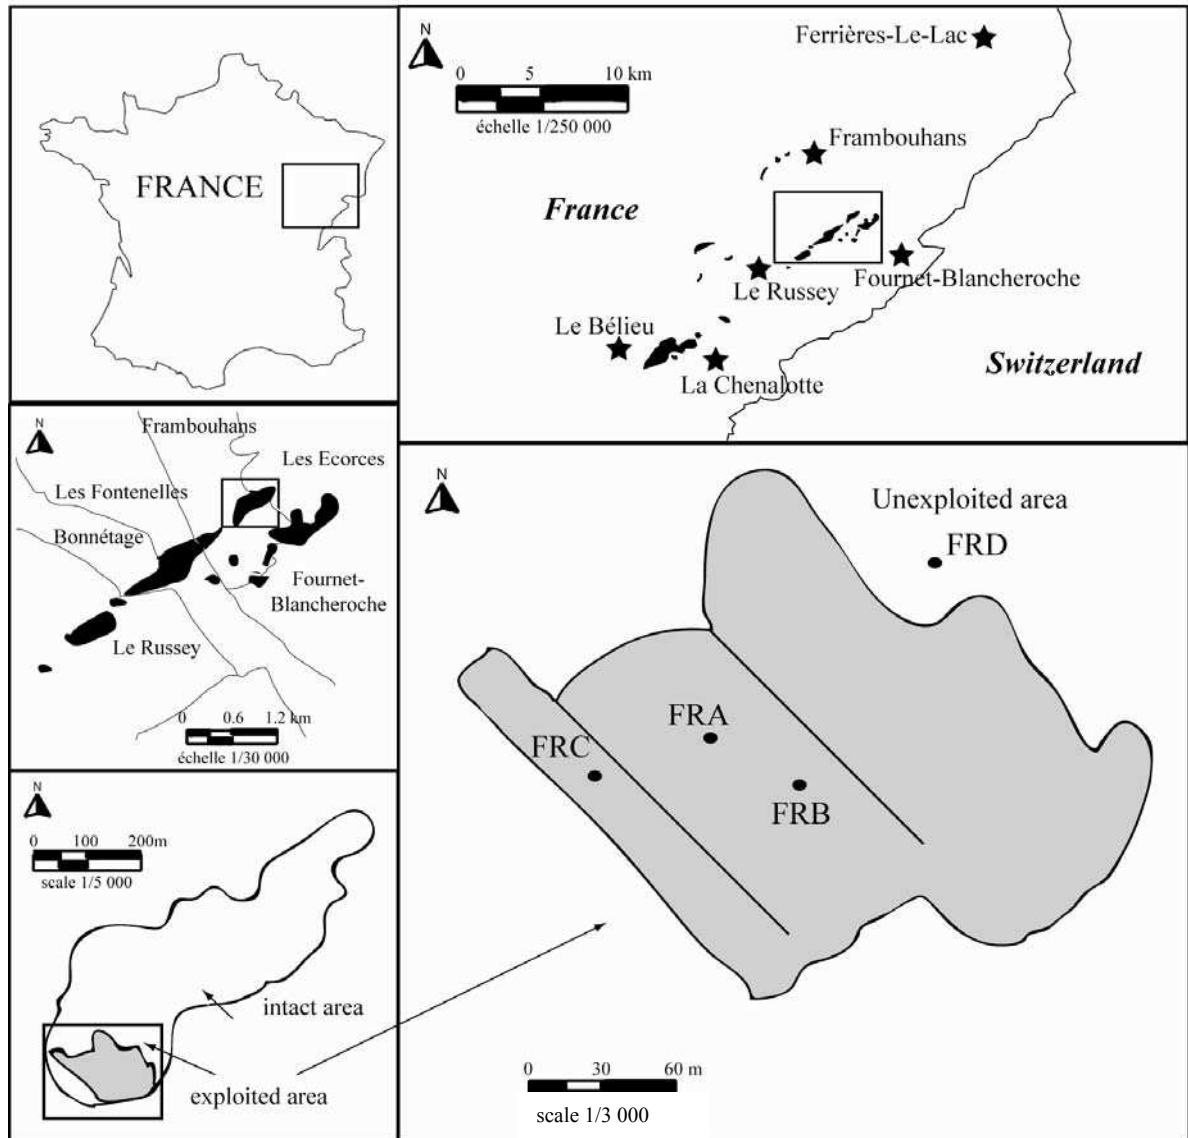 FRANCE
N
0 5 10 km
échelle 1/250 000
Ferrières-Le-Lac
Frambouhans
France
Le Russey
Fournet-Blancheroche
Le Bélieu
La Chenalotte
Switzerland
N
Frambouhans
Les Ecorces
Les Fontenelles
Bonnétage
Fournet-
Blancheroche
Le Russey
0 0.6 1.2 km
échelle 1/30 000
N
0 100 200m
scale 1/5 000
intact area
exploited area
N
Unexploited area
FRD
FRA
FRC
FRB
0 30 60 m
scale 1/3 000